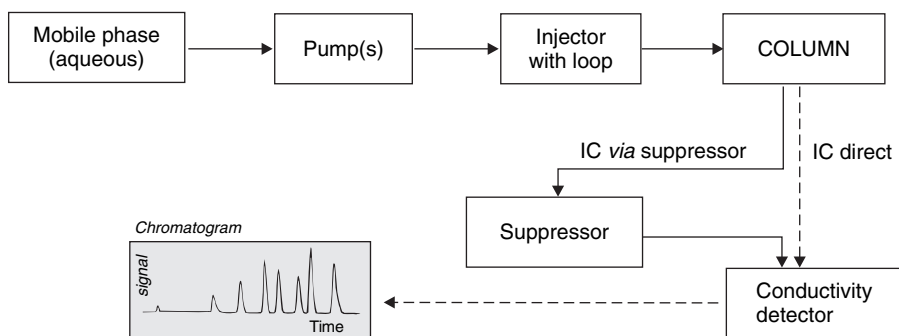 Mobile phase
(aqueous)
Pump(s)
Injector
with loop
COLUMN
IC via suppressor
IC direct
Suppressor
Conductivity
detector
Chromatogram
signal
Time